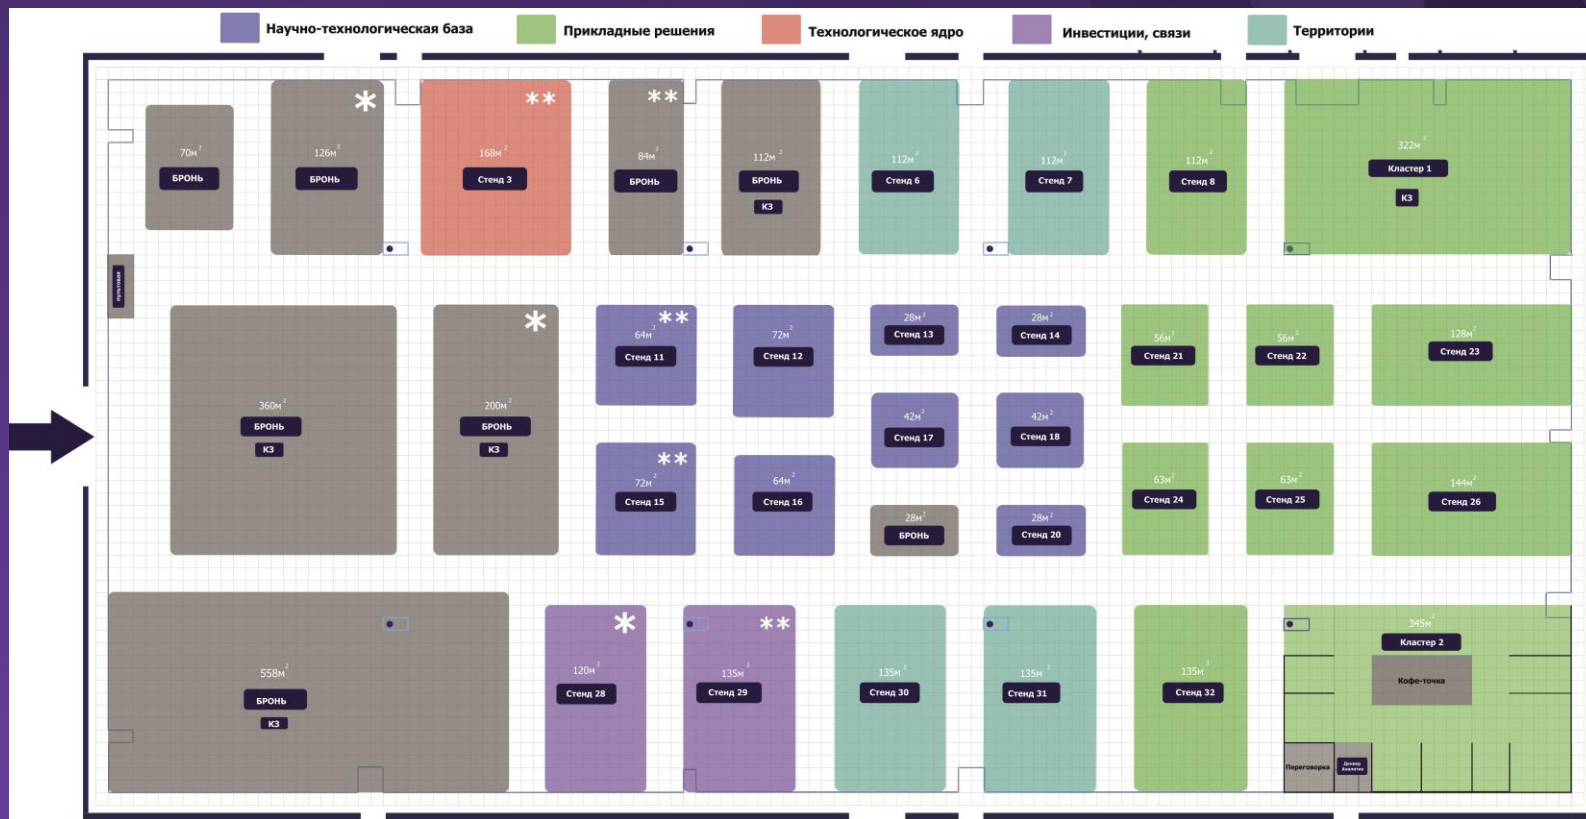 Научно-технологическая база
Прикладные решения
Технологическое ядро
Инвестиции, связи
Территории
70м²
БРОНЬ
*
126м²
БРОНЬ
**
168м²
Стенд 3
**
84м²
БРОНЬ
112м²
БРОНЬ
КЗ
112м²
Стенд 6
112м²
Стенд 7
112м²
Стенд 8
322м²
Кластер 1
КЗ
пультовая
360м²
БРОНЬ
КЗ
*
200м²
БРОНЬ
КЗ
**
64м²
Стенд 11
72м²
Стенд 12
28м²
Стенд 13
28м²
Стенд 14
56м²
Стенд 21
56м²
Стенд 22
128м²
Стенд 23
42м²
Стенд 17
42м²
Стенд 18
**
72м²
Стенд 15
64м²
Стенд 16
28м²
БРОНЬ
28м²
Стенд 20
63м²
Стенд 24
63м²
Стенд 25
144м²
Стенд 26
558м²
БРОНЬ
КЗ
*
120м²
Стенд 28
**
135м²
Стенд 29
135м²
Стенд 30
135м²
Стенд 31
135м²
Стенд 32
345м²
Кластер 2
Кофе-точка
Переговорка